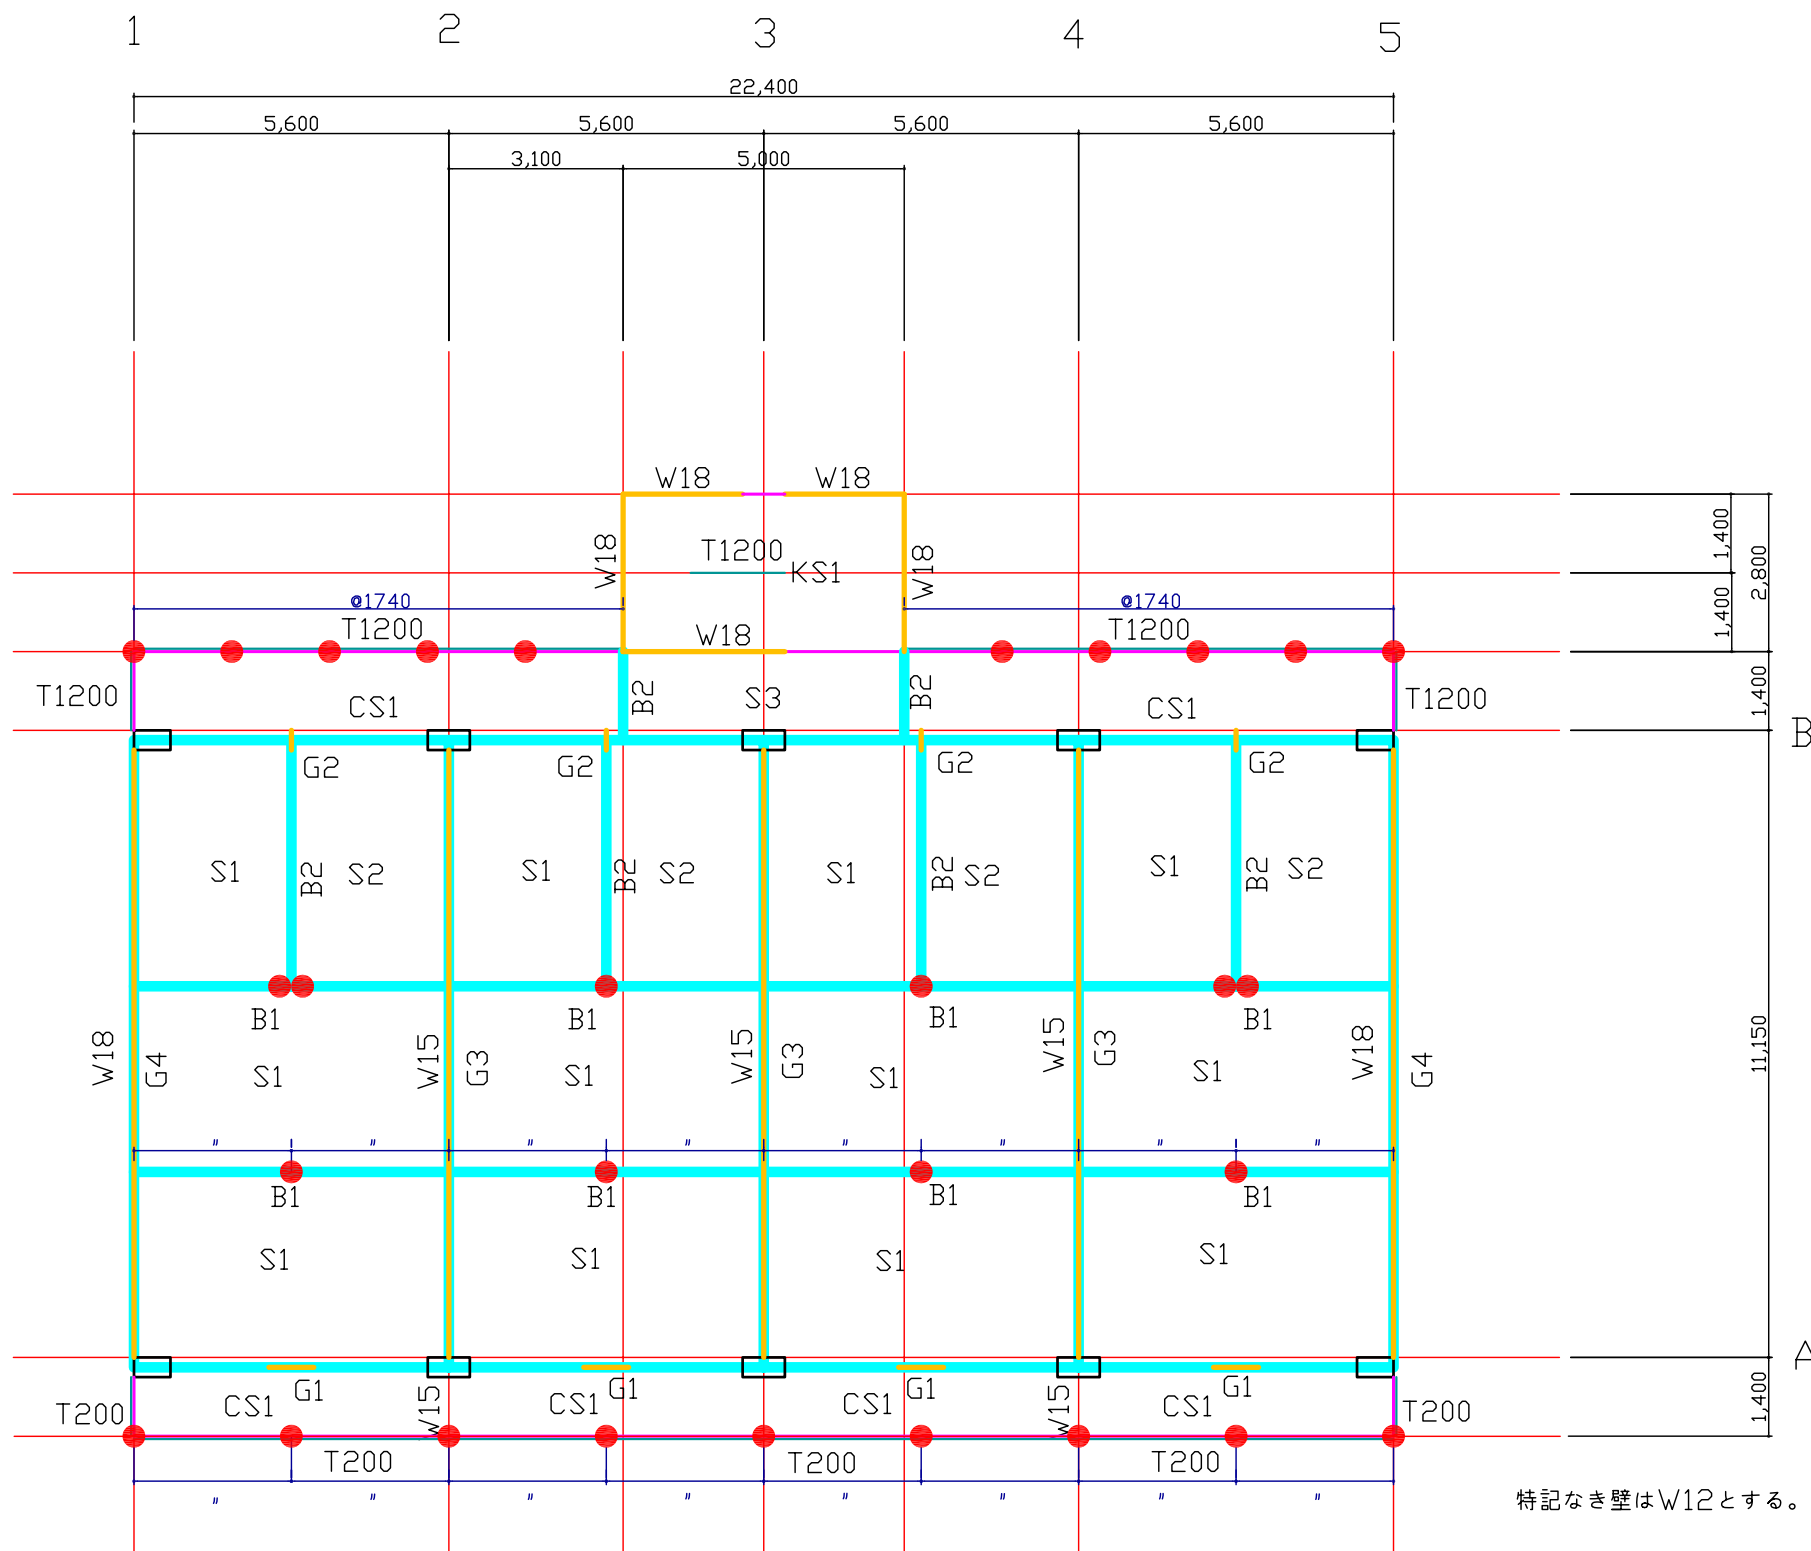 1 2 3 4 5
22,400
5,600 5,600 5,600 5,600
3,100 5,000
W18 W18
1,400
T1200
W18 W18
KS1
2,800
@1740 @1740
1,400
T1200 T1200
W18
T1200 CS1 B2 S3 B2 CS1 T1200
1,400
B
G2 G2 G2 G2
S1 B2 S2 S1 B2 S2 S1 B2 S2 S1 B2 S2
B1 B1 B1 B1
W18 G4 W15 G3 W15 G3 W15 G3 W18 G4
11,150
S1 S1 S1 S1
〃 〃 〃 〃 〃 〃 〃 〃
B1 B1 B1 B1
S1 S1 S1 S1
A
G1 G1 G1 G1
T200 CS1 W15 CS1 CS1 W15 CS1 T200
1,400
T200 T200 T200
〃 〃 〃 〃 〃 〃 〃 〃
特記なき壁はW12とする。